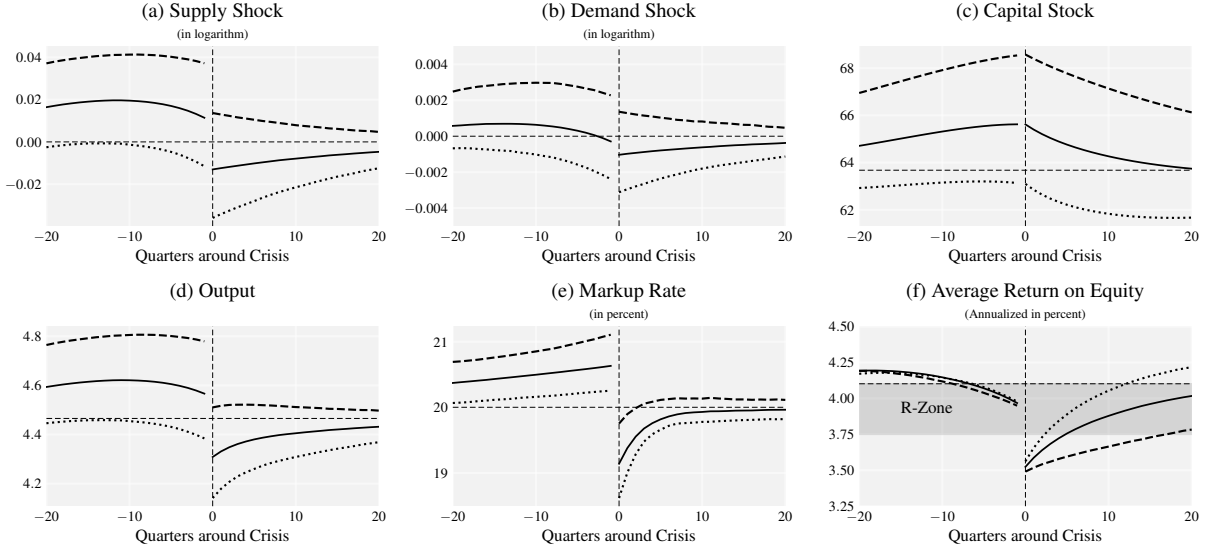 (a) Supply Shock
(in logarithm)
0.04
0.02
0.00
−0.02
−20 −10 0 10 20
Quarters around Crisis
(b) Demand Shock
(in logarithm)
0.004
0.002
0.000
−0.002
−0.004
−20 −10 0 10 20
Quarters around Crisis
(c) Capital Stock
68
66
64
62
−20 −10 0 10 20
Quarters around Crisis
(d) Output
4.8
4.6
4.4
4.2
−20 −10 0 10 20
Quarters around Crisis
(e) Markup Rate
(in percent)
21
20
19
−20 −10 0 10 20
Quarters around Crisis
(f) Average Return on Equity
(Annualized in percent)
4.50
4.25
4.00
3.75
3.50
3.25
R-Zone
−20 −10 0 10 20
Quarters around Crisis